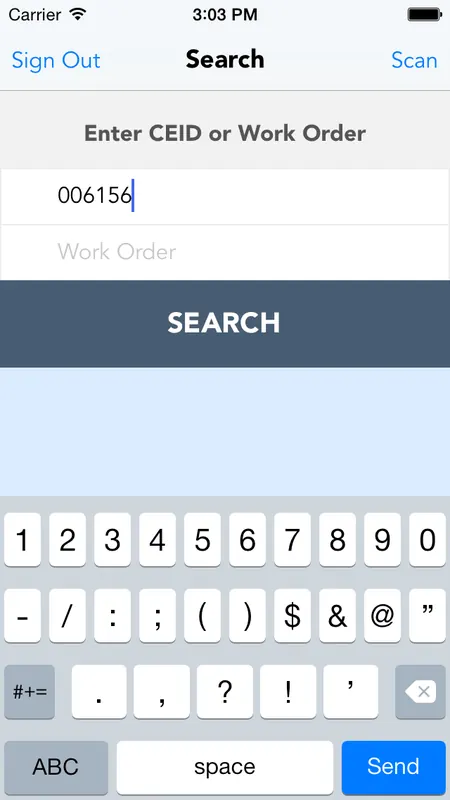 Carrier 3:03 PM
Sign Out Search Scan
Enter CEID or Work Order
006156
Work Order
SEARCH
1 2 3 4 5 6 7 8 9 0
- / : ; ( ) $ & @ ”
#+= . , ? ! ’
ABC space Send